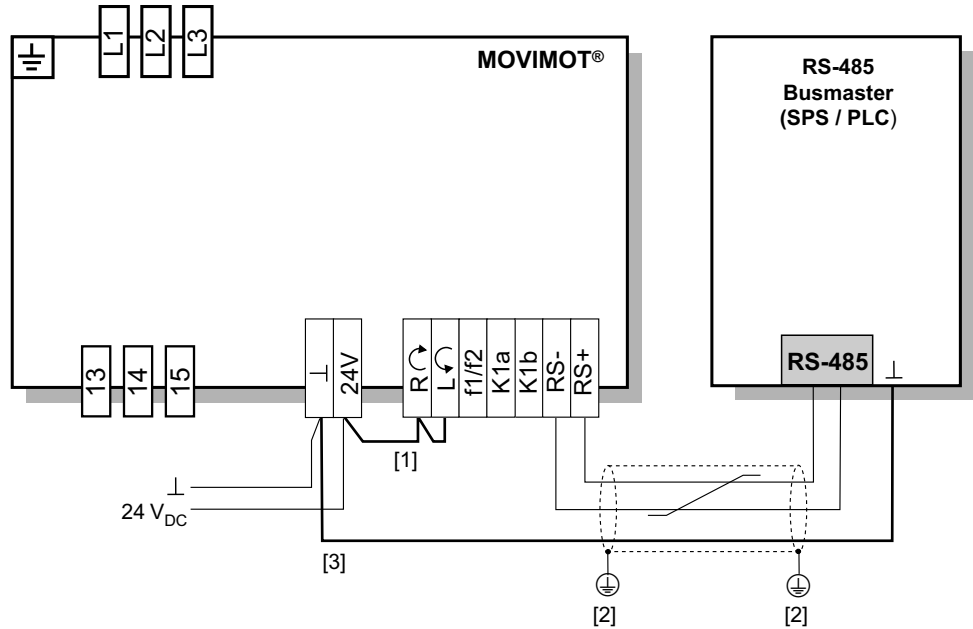 L1 L2 L3
MOVIMOT®
RS-485
Busmaster
(SPS / PLC)
13 14 15
⊥ 24V
R L f1/f2 K1a K1b RS- RS+
RS-485 ⊥
[1]
⊥
24 VDC
[3]
[2] [2]